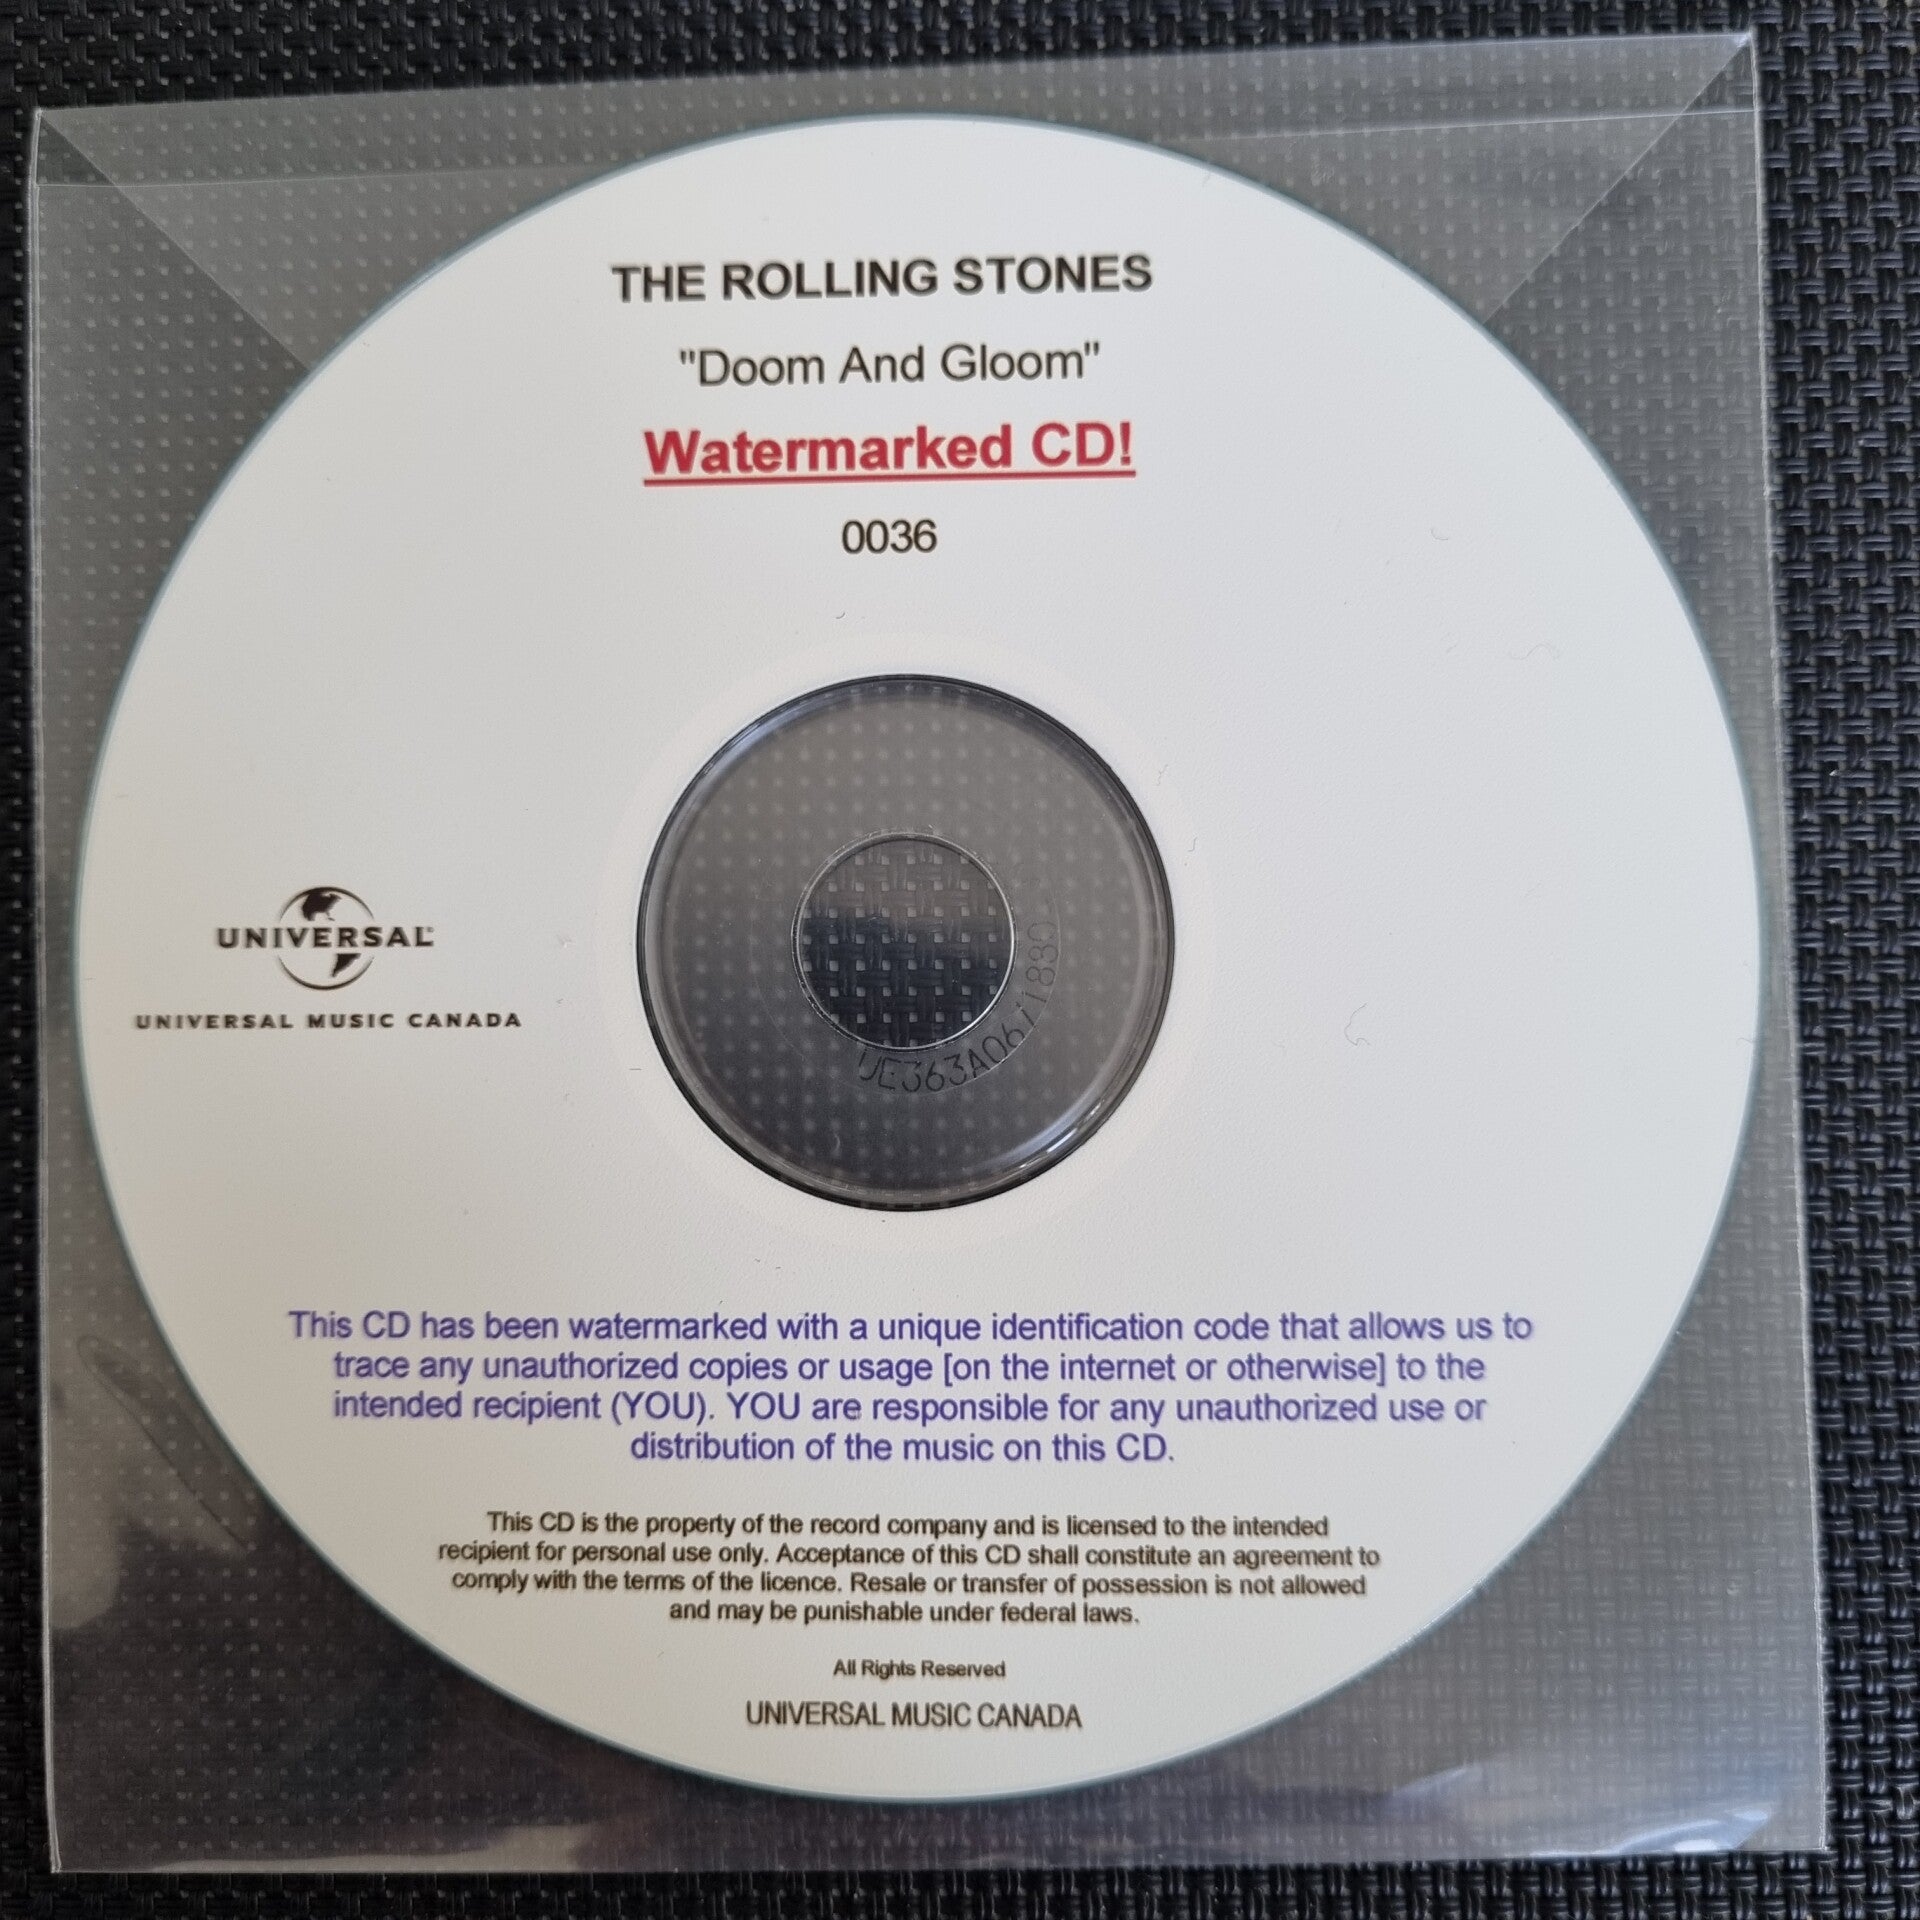 THE ROLLING STONES
"Doom And Gloom"
Watermarked CD!
0036
UNIVERSAL
UNIVERSAL MUSIC CANADA
This CD has been watermarked with a unique identification code that allows us to
trace any unauthorized copies or usage [on the internet or otherwise] to the
intended recipient (YOU). YOU are responsible for any unauthorized use or
distribution of the music on this CD.
This CD is the property of the record company and is licensed to the intended
recipient for personal use only. Acceptance of this CD shall constitute an agreement to
comply with the terms of the licence. Resale or transfer of possession is not allowed
and may be punishable under federal laws.
All Rights Reserved
UNIVERSAL MUSIC CANADA